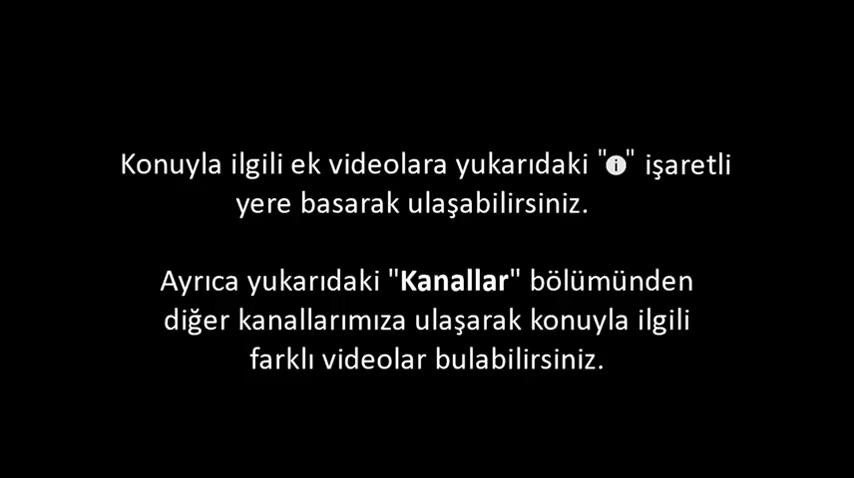 Konuyla ilgili ek videolara yukarıdaki "i" işaretli
yere basarak ulaşabilirsiniz.
Ayrıca yukarıdaki "Kanallar" bölümünden
diğer kanallarımıza ulaşarak konuyla ilgili
farklı videolar bulabilirsiniz.